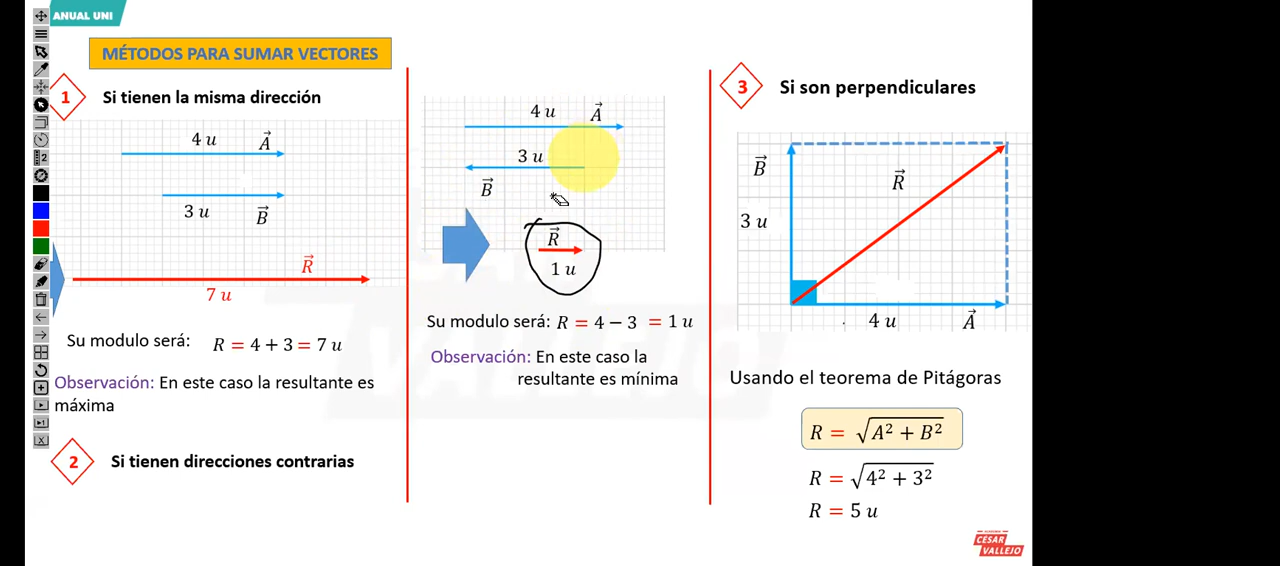 ANUAL UNI
MÉTODOS PARA SUMAR VECTORES
1
Si tienen la misma dirección
4 u
A⃗
3 u
B⃗
R⃗
7 u
Su modulo será: R = 4 + 3 = 7 u
Observación: En este caso la resultante es
máxima
2
Si tienen direcciones contrarias
4 u
A⃗
3 u
B⃗
R⃗
1 u
Su modulo será: R = 4 − 3 = 1 u
Observación: En este caso la
resultante es mínima
3
Si son perpendiculares
B⃗
R⃗
3 u
4 u
A⃗
Usando el teorema de Pitágoras
R = √(A² + B²)
R = √(4² + 3²)
R = 5 u
CÉSAR
VALLEJO